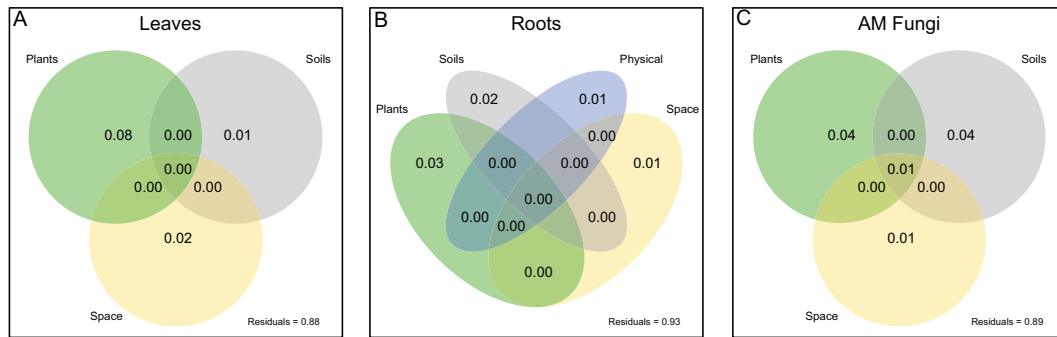 A
Leaves
Plants
Soils
0.08
0.00
0.01
0.00
0.00
0.00
0.02
Space
Residuals = 0.88
B
Roots
Soils
Physical
Plants
Space
0.02
0.01
0.00
0.03
0.00
0.00
0.01
0.00
0.00
0.00
0.00
0.00
Residuals = 0.93
C
AM Fungi
Plants
Soils
0.04
0.00
0.04
0.01
0.00
0.00
0.01
Space
Residuals = 0.89